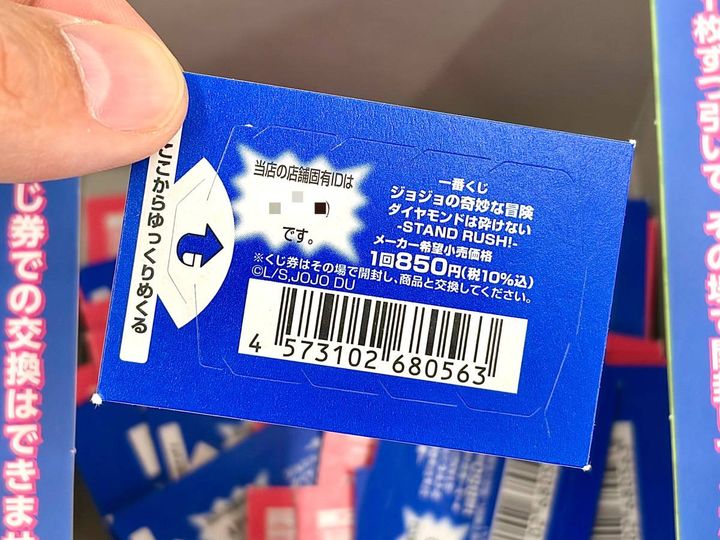 ここからゆっくりめくる
当店の店舗固有IDは
です。
一番くじ
ジョジョの奇妙な冒険
ダイヤモンドは砕けない
-STAND RUSH!-
メーカー希望小売価格
1回850円(税10%込)
※くじ券はその場で開封し、商品と交換してください。
©L/S,JOJO DU
4 573102 680563
じ券での交換はできませ
枚ずつ引いて、その場で開